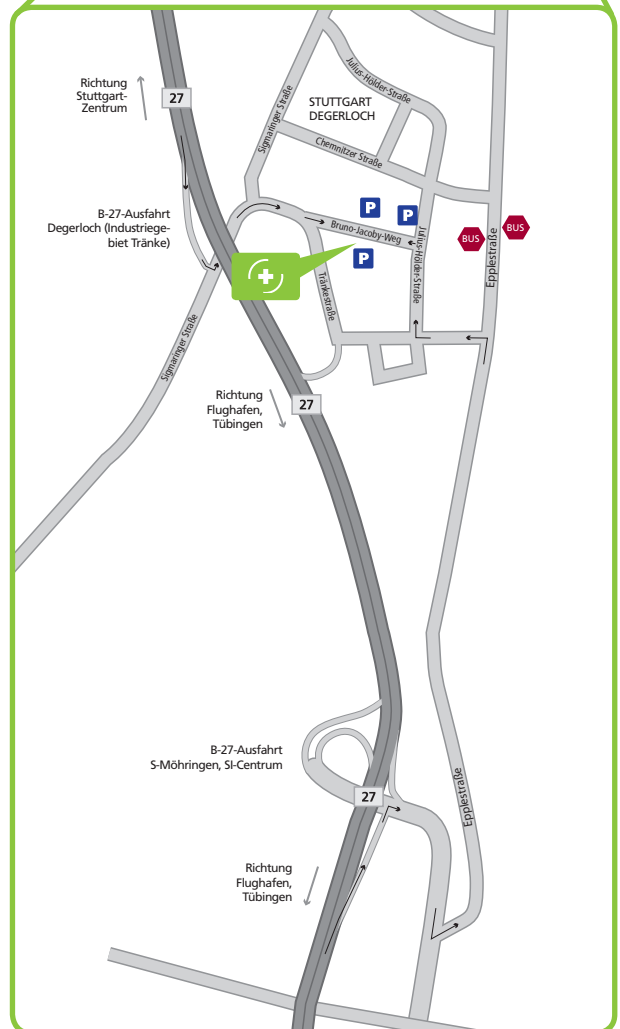 Richtung
Stuttgart-
Zentrum
27
Sigmaringer Straße
Julius-Hölder-Straße
STUTTGART
DEGERLOCH
Chemnitzer Straße
B-27-Ausfahrt
Degerloch (Industriege-
biet Tränke)
P
P
P
Bruno-Jacoby-Weg
Julius-Hölder-Straße
BUS
BUS
Epplestraße
Tränkestraße
Sigmaringer Straße
Richtung
Flughafen,
Tübingen
27
B-27-Ausfahrt
S-Möhringen, SI-Centrum
27
Epplestraße
Richtung
Flughafen,
Tübingen